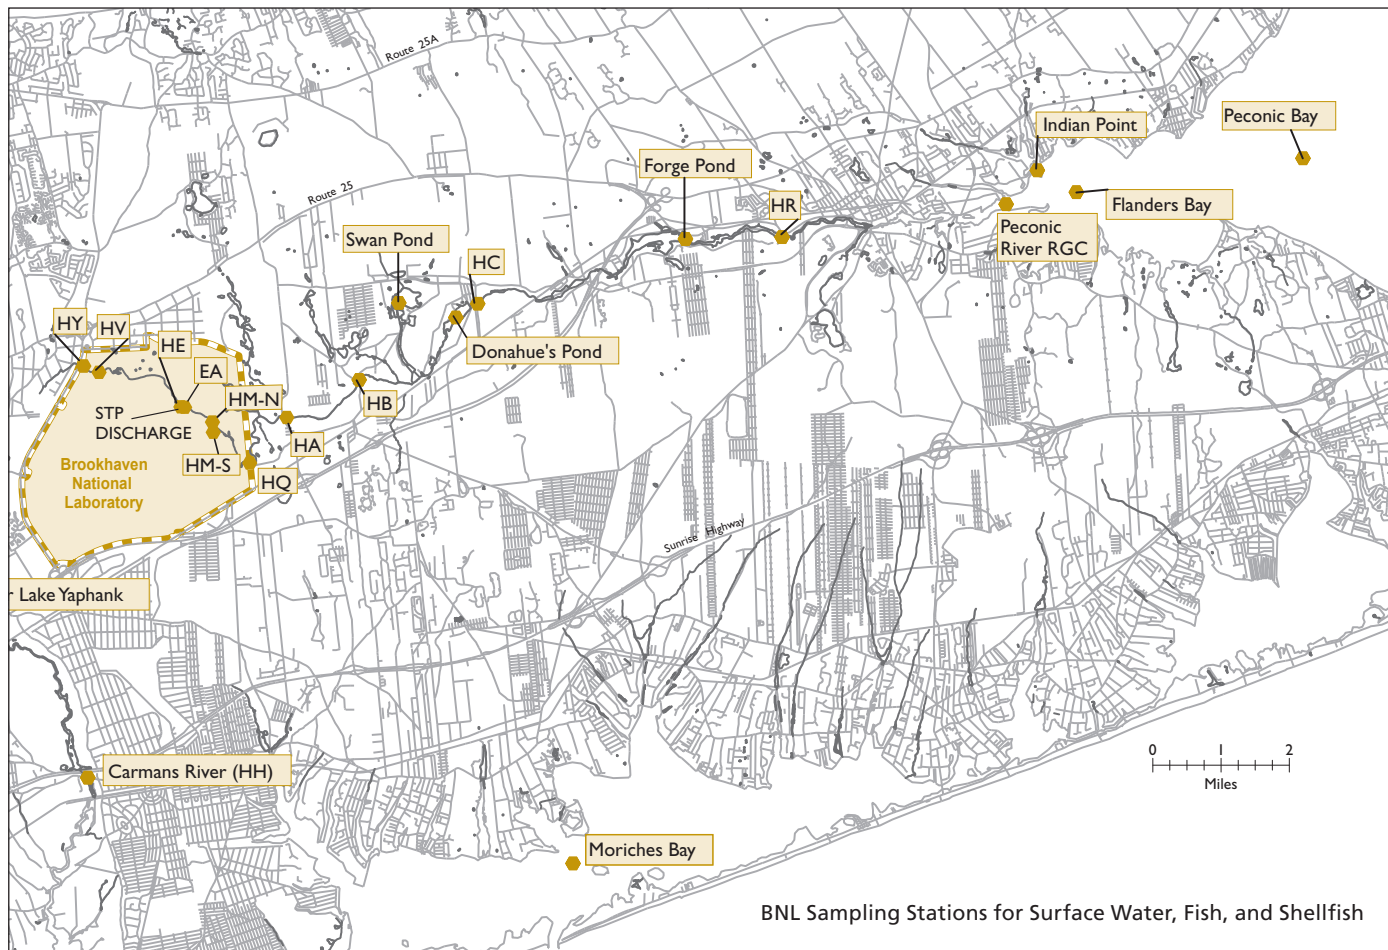 Route 25A
Indian Point
Peconic Bay
Forge Pond
Route 25
HR
Flanders Bay
Swan Pond
Peconic
River RGC
HC
HY
HV
HE
Donahue's Pond
EA
HM-N
HB
STP
DISCHARGE
HA
HM-S
Brookhaven
National
Laboratory
HQ
Sunrise Highway
r Lake Yaphank
0 1 2
Miles
Carmans River (HH)
Moriches Bay
BNL Sampling Stations for Surface Water, Fish, and Shellfish